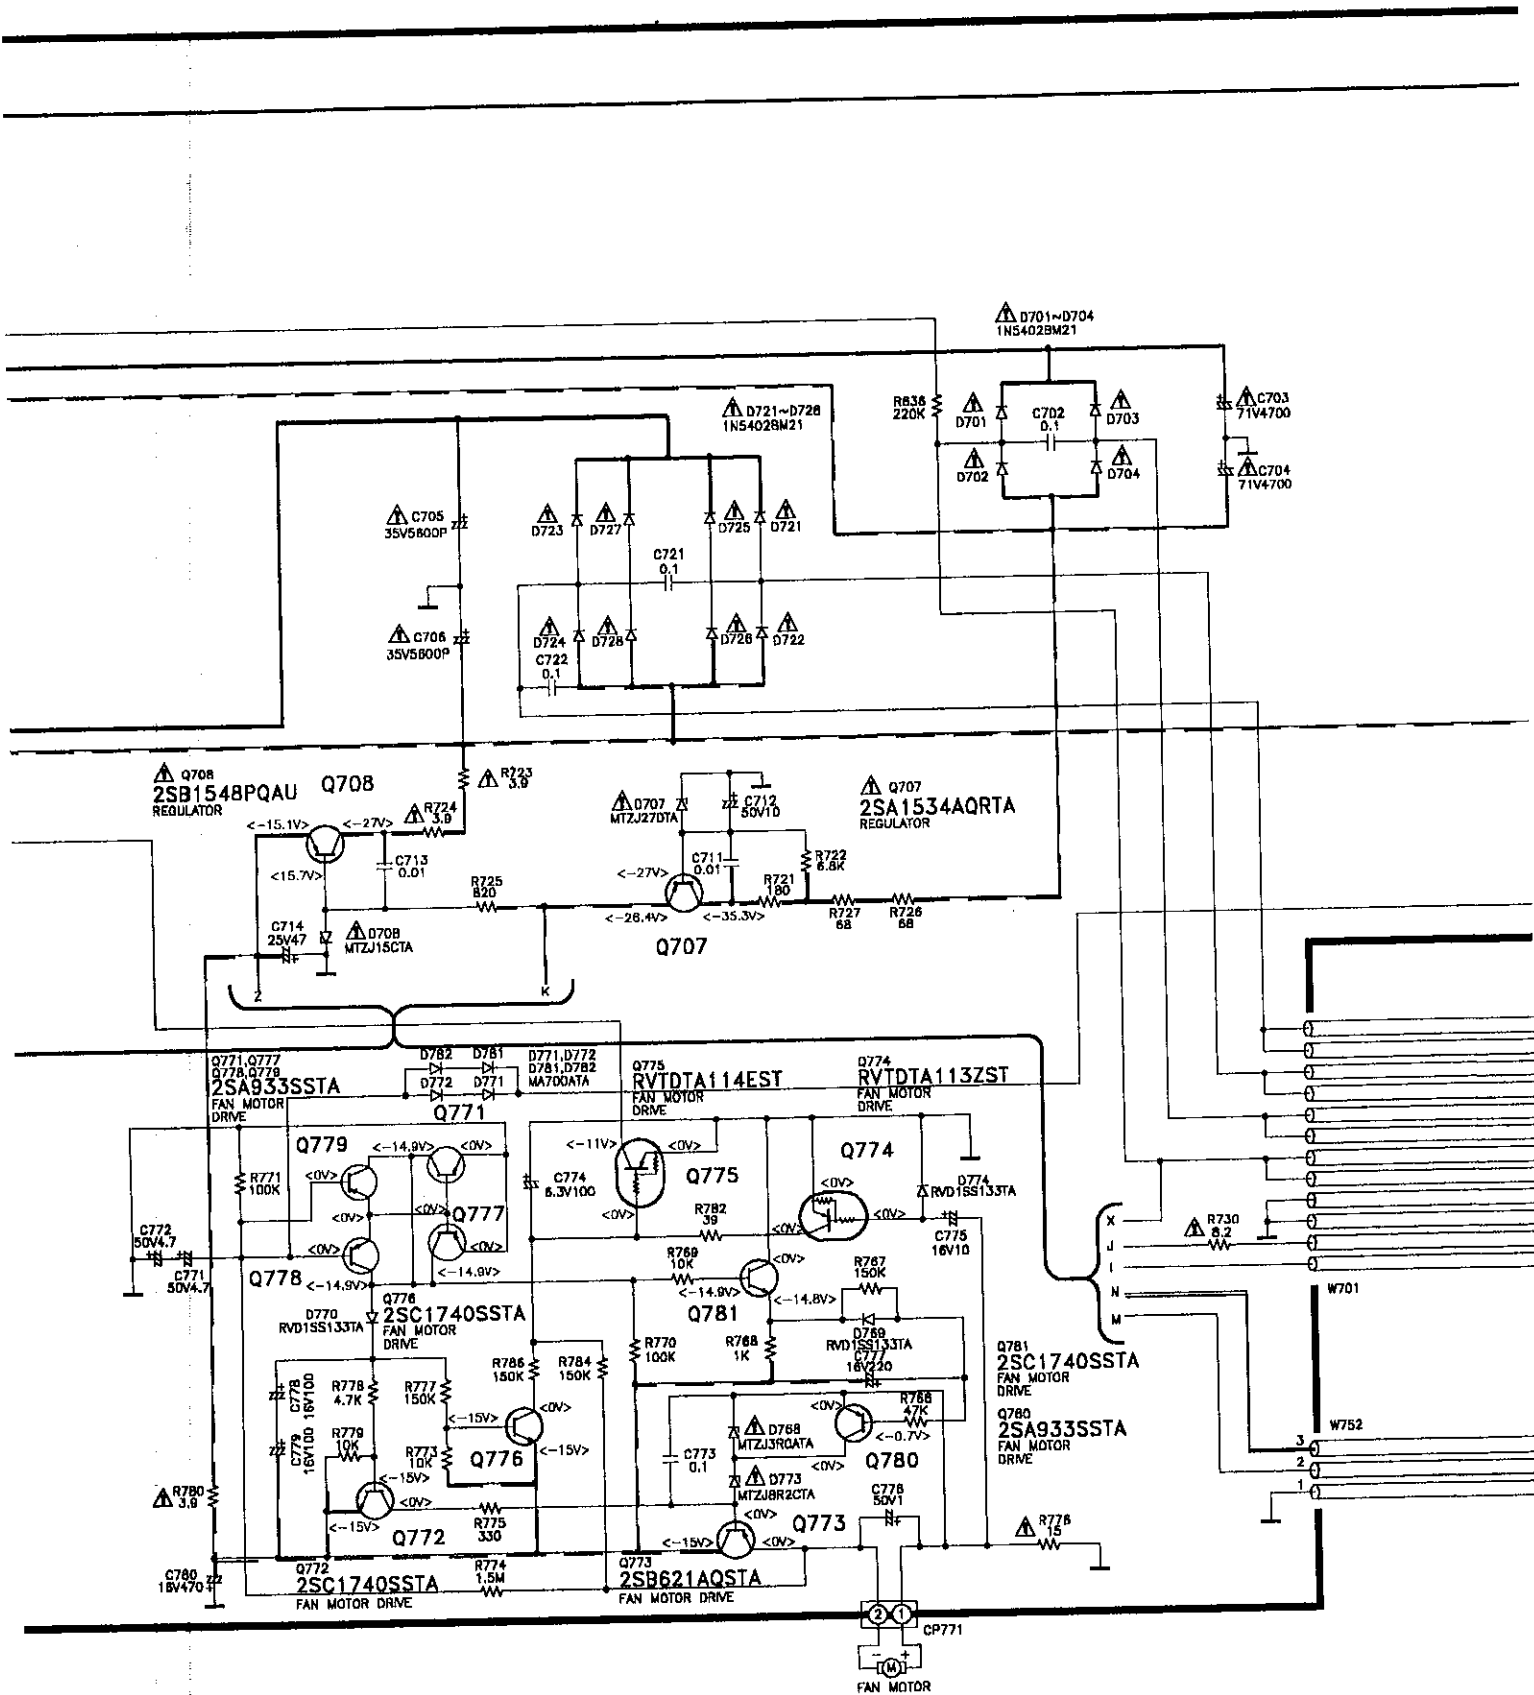 D701~D704
1N5402BM21
R636
220K
D701
C702
0.1
D703
C703
71V4700
D702
D704
C704
71V4700
D721~D728
1N5402BM21
C705
35V5600P
D723
D727
D725
D721
C721
0.1
C706
35V5600P
D724
D728
D726
D722
C722
0.1
Q708
2SB1548PQAU
REGULATOR
Q708
R723
3.9
R724
3.9
<-15.1V>
<-27V>
<15.7V>
C713
0.01
R725
820
C714
25V47
D708
MTZJ15CTA
D707
MTZJ27DTA
C712
50V10
Q707
2SA1534AQRTA
REGULATOR
<-27V>
C711
0.01
R722
6.8K
R721
180
<-26.4V>
<-35.3V>
R727
68
R726
68
Q707
Z
K
Q771,Q777
Q778,Q779
2SA933SSTA
FAN MOTOR
DRIVE
D782
D781
D772
D771
D771,D772
D781,D782
MA700ATA
Q775
RVTDTA114EST
FAN MOTOR
DRIVE
Q774
RVTDTA113ZST
FAN MOTOR
DRIVE
Q771
Q779
<-14.9V>
<0V>
<0V>
R771
100K
<0V>
<0V>
Q777
C772
50V4.7
C771
50V4.7
<0V>
Q778
<-14.9V>
<-14.9V>
C774
6.3V100
<-11V>
<0V>
Q775
<0V>
R782
39
<0V>
Q774
<0V>
<0V>
D774
RVD1SS133TA
C775
16V10
R769
10K
<0V>
<-14.9V>
Q781
<-14.8V>
R767
150K
D769
RVD1SS133TA
C777
16V220
D770
RVD1SS133TA
Q776
2SC1740SSTA
FAN MOTOR
DRIVE
R770
100K
R768
1K
C778
16V100
C779
16V100
R778
4.7K
R777
150K
R786
150K
R784
150K
R779
10K
R773
10K
<-15V>
<0V>
Q776
<-15V>
<-15V>
<0V>
<-15V>
Q772
R775
330
C773
0.1
D768
MTZJ3R0ATA
D773
MTZJ8R2CTA
<0V>
R766
47K
<-0.7V>
<0V>
Q780
C776
50V1
<0V>
<-15V>
<0V>
Q773
R780
3.9
C780
16V470
Q772
2SC1740SSTA
FAN MOTOR DRIVE
R774
1.5M
Q773
2SB621AQSTA
FAN MOTOR DRIVE
R776
15
X
J
I
N
M
R730
8.2
W701
Q781
2SC1740SSTA
FAN MOTOR
DRIVE
Q780
2SA933SSTA
FAN MOTOR
DRIVE
W752
3
2
1
2
1
CP771
-
+
M
FAN MOTOR